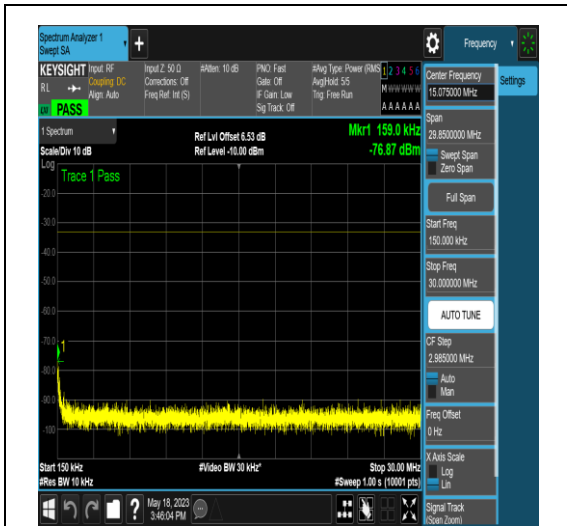 Spectrum Analyzer 1
Swept SA
Frequency
KEYSIGHT
RL
PASS
Input: RF
Coupling: DC
Align: Auto
Input Z: 50 Ω
Corrections: Off
Freq Ref: Int (S)
#Atten: 10 dB
PNO: Fast
Gate: Off
IF Gain: Low
Sig Track: Off
#Avg Type: Power (RMS
Avg|Hold: 5/5
Trig: Free Run
1 2 3 4 5 6
M W W W W W
A A A A A A
1 Spectrum
Scale/Div 10 dB
Ref Lvl Offset 6.53 dB
Ref Level -10.00 dBm
Mkr1 159.0 kHz
-76.87 dBm
Log
Trace 1 Pass
-20.0
-30.0
-40.0
-50.0
-60.0
-70.0
1
-80.0
-90.0
-100
Start 150 kHz
#Res BW 10 kHz
#Video BW 30 kHz*
Stop 30.00 MHz
#Sweep 1.00 s (10001 pts)
May 18, 2023
3:46:04 PM
Center Frequency
15.075000 MHz
Settings
Span
29.8500000 MHz
Swept Span
Zero Span
Full Span
Start Freq
150.000 kHz
Stop Freq
30.000000 MHz
AUTO TUNE
CF Step
2.985000 MHz
Auto
Man
Freq Offset
0 Hz
X Axis Scale
Log
Lin
Signal Track
(Span Zoom)